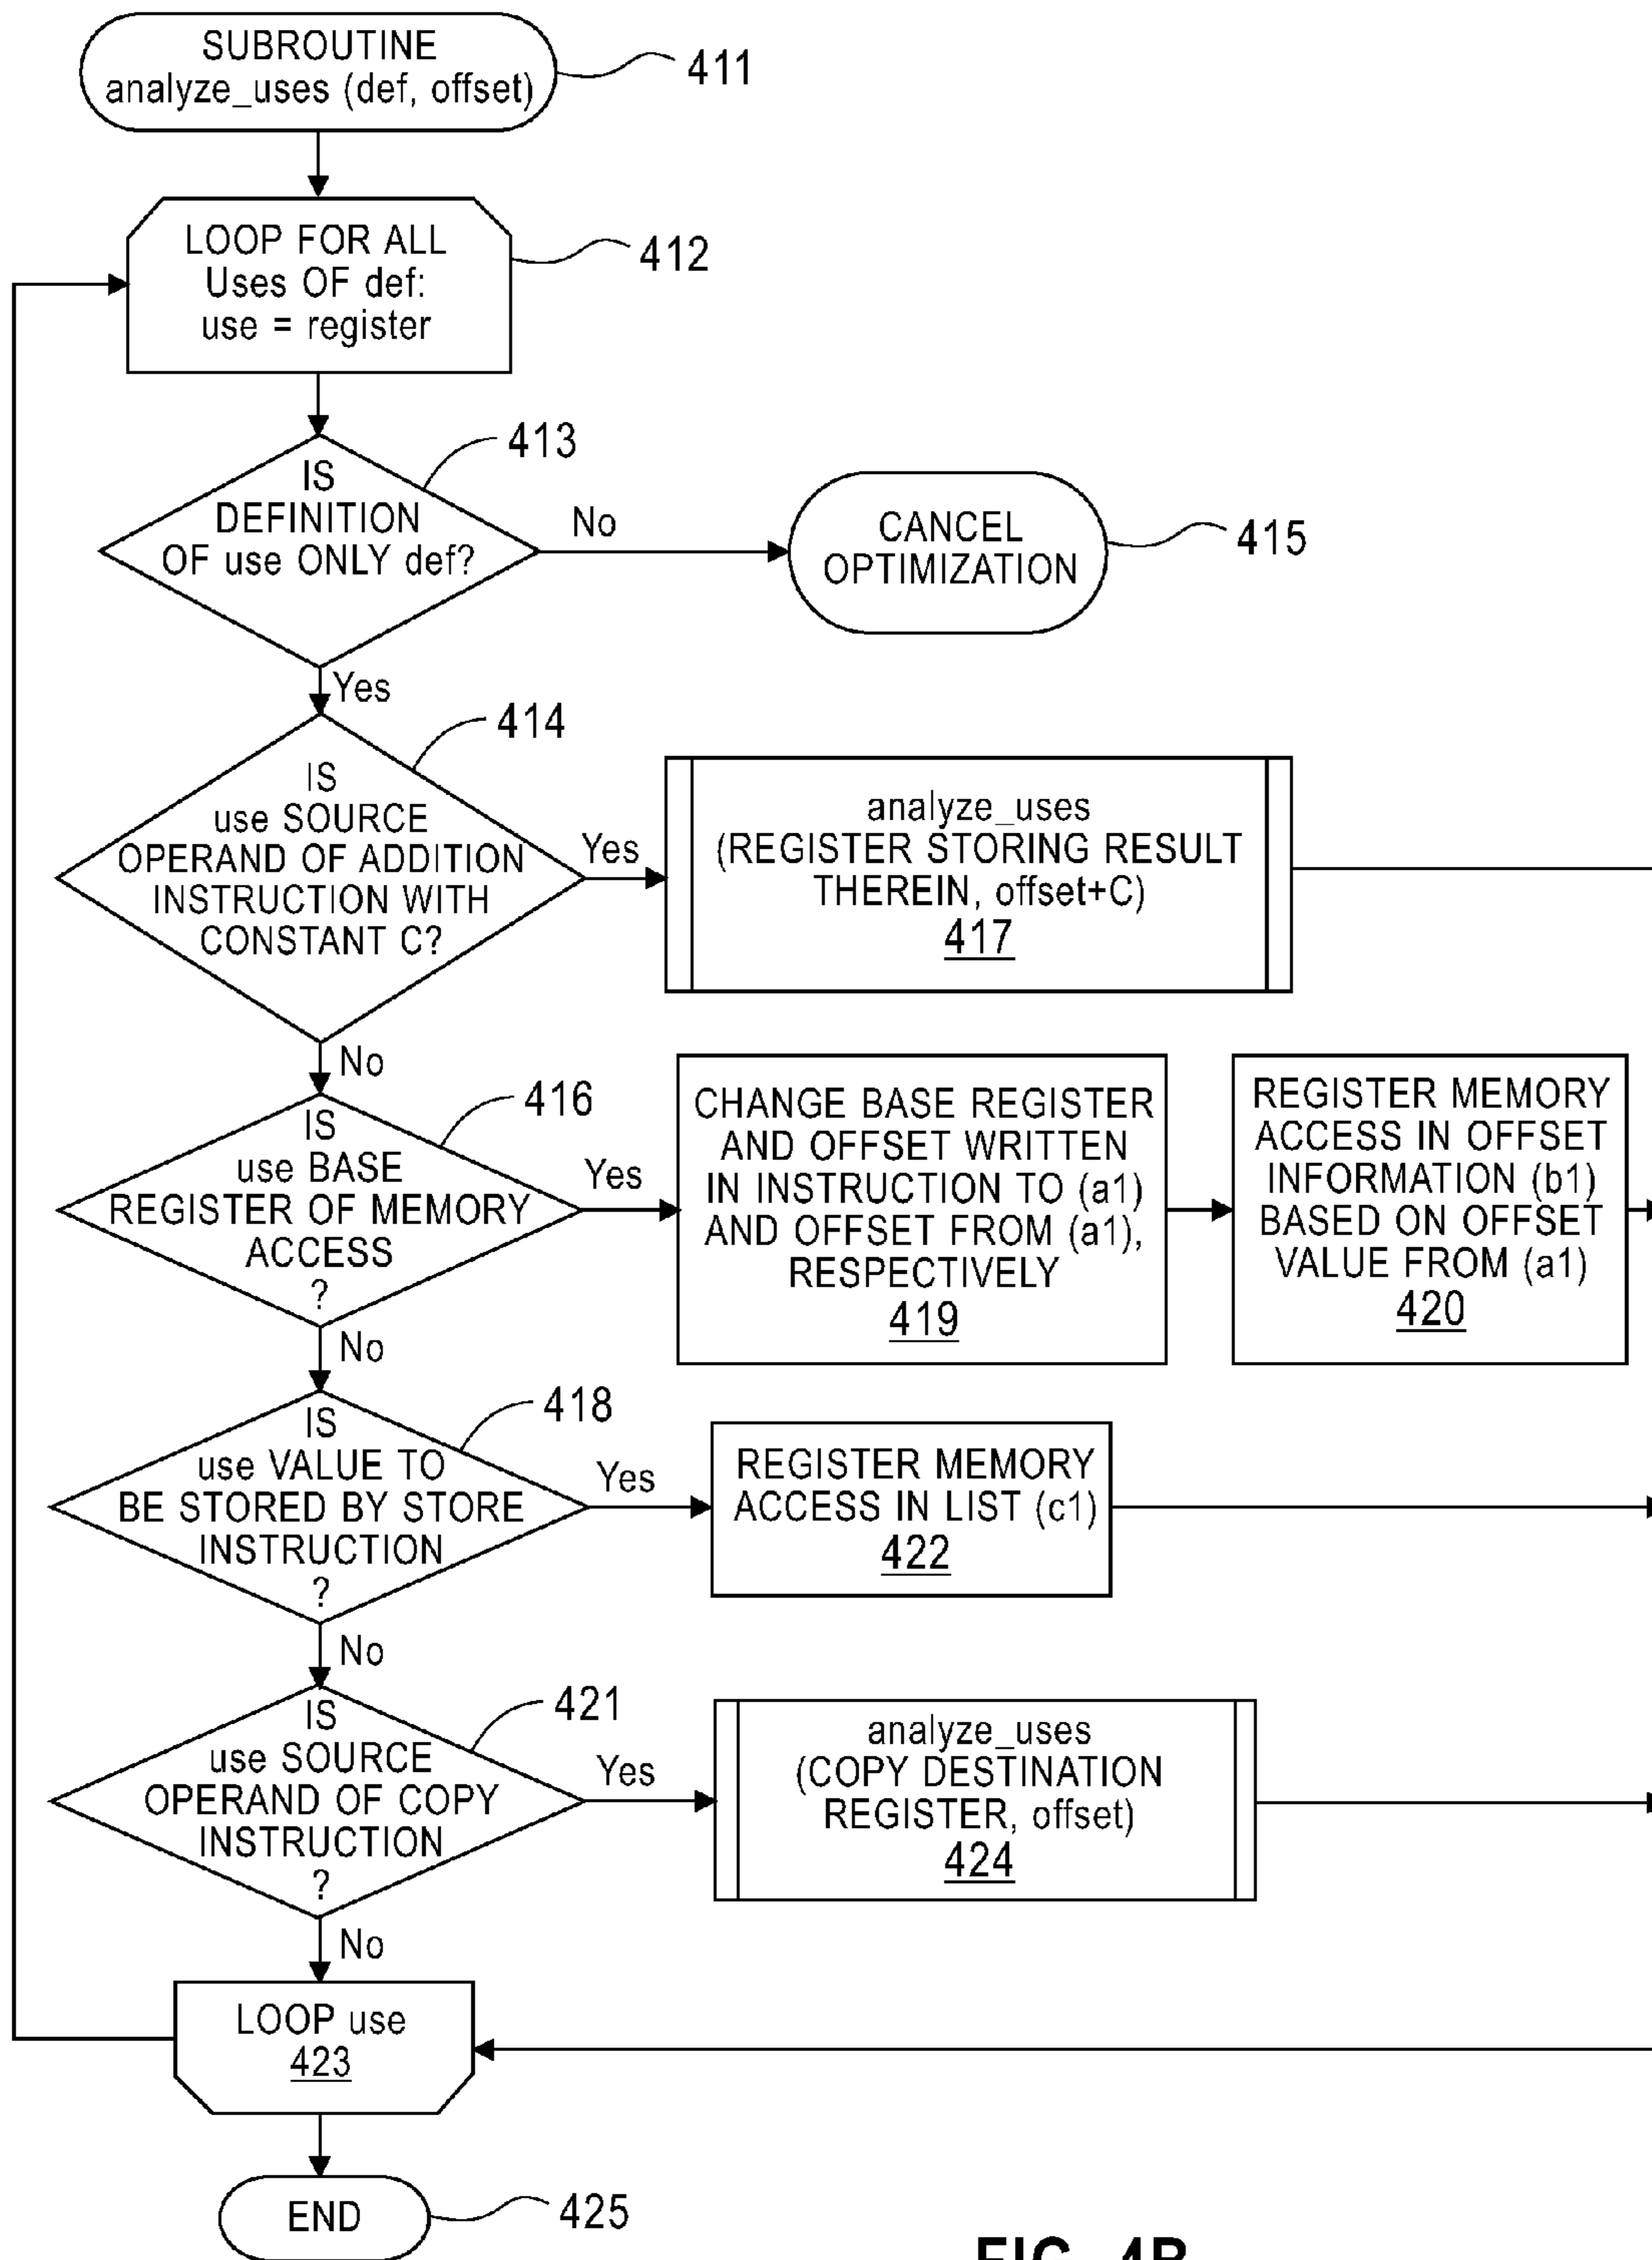 SUBROUTINE
analyze_uses (def, offset)
411
LOOP FOR ALL
Uses OF def:
use = register
412
IS
DEFINITION
OF use ONLY def?
413
No
CANCEL
OPTIMIZATION
415
Yes
IS
use SOURCE
OPERAND OF ADDITION
INSTRUCTION WITH
CONSTANT C?
414
Yes
analyze_uses
(REGISTER STORING RESULT
THEREIN, offset+C)
417
No
IS
use BASE
REGISTER OF MEMORY
ACCESS
?
416
Yes
CHANGE BASE REGISTER
AND OFFSET WRITTEN
IN INSTRUCTION TO (a1)
AND OFFSET FROM (a1),
RESPECTIVELY
419
REGISTER MEMORY
ACCESS IN OFFSET
INFORMATION (b1)
BASED ON OFFSET
VALUE FROM (a1)
420
No
IS
use VALUE TO
BE STORED BY STORE
INSTRUCTION
?
418
Yes
REGISTER MEMORY
ACCESS IN LIST (c1)
422
No
IS
use SOURCE
OPERAND OF COPY
INSTRUCTION
?
421
Yes
analyze_uses
(COPY DESTINATION
REGISTER, offset)
424
No
LOOP use
423
END
425
FIG. 4B